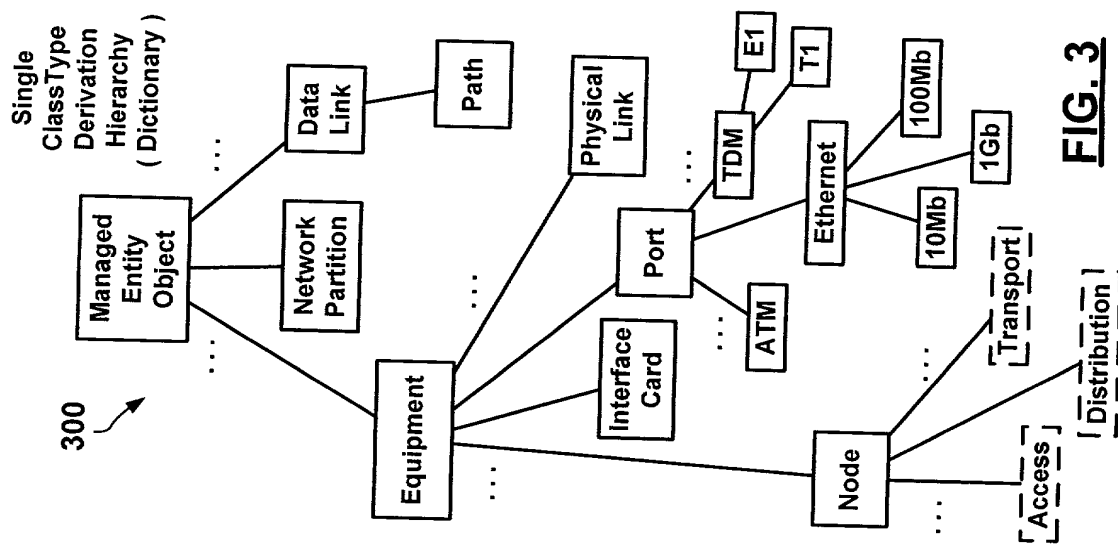 Single
ClassType
Derivation
Hierarchy
( Dictionary )
300
Managed
Entity
Object
...
...
Equipment
Network
Partition
Data
Link
Path
...
...
Node
Interface
Card
Port
Physical Link
...
...
ATM
TDM
E1
T1
Ethernet
10Mb
1Gb
100Mb
...
...
Access
Distribution
Transport
FIG. 3